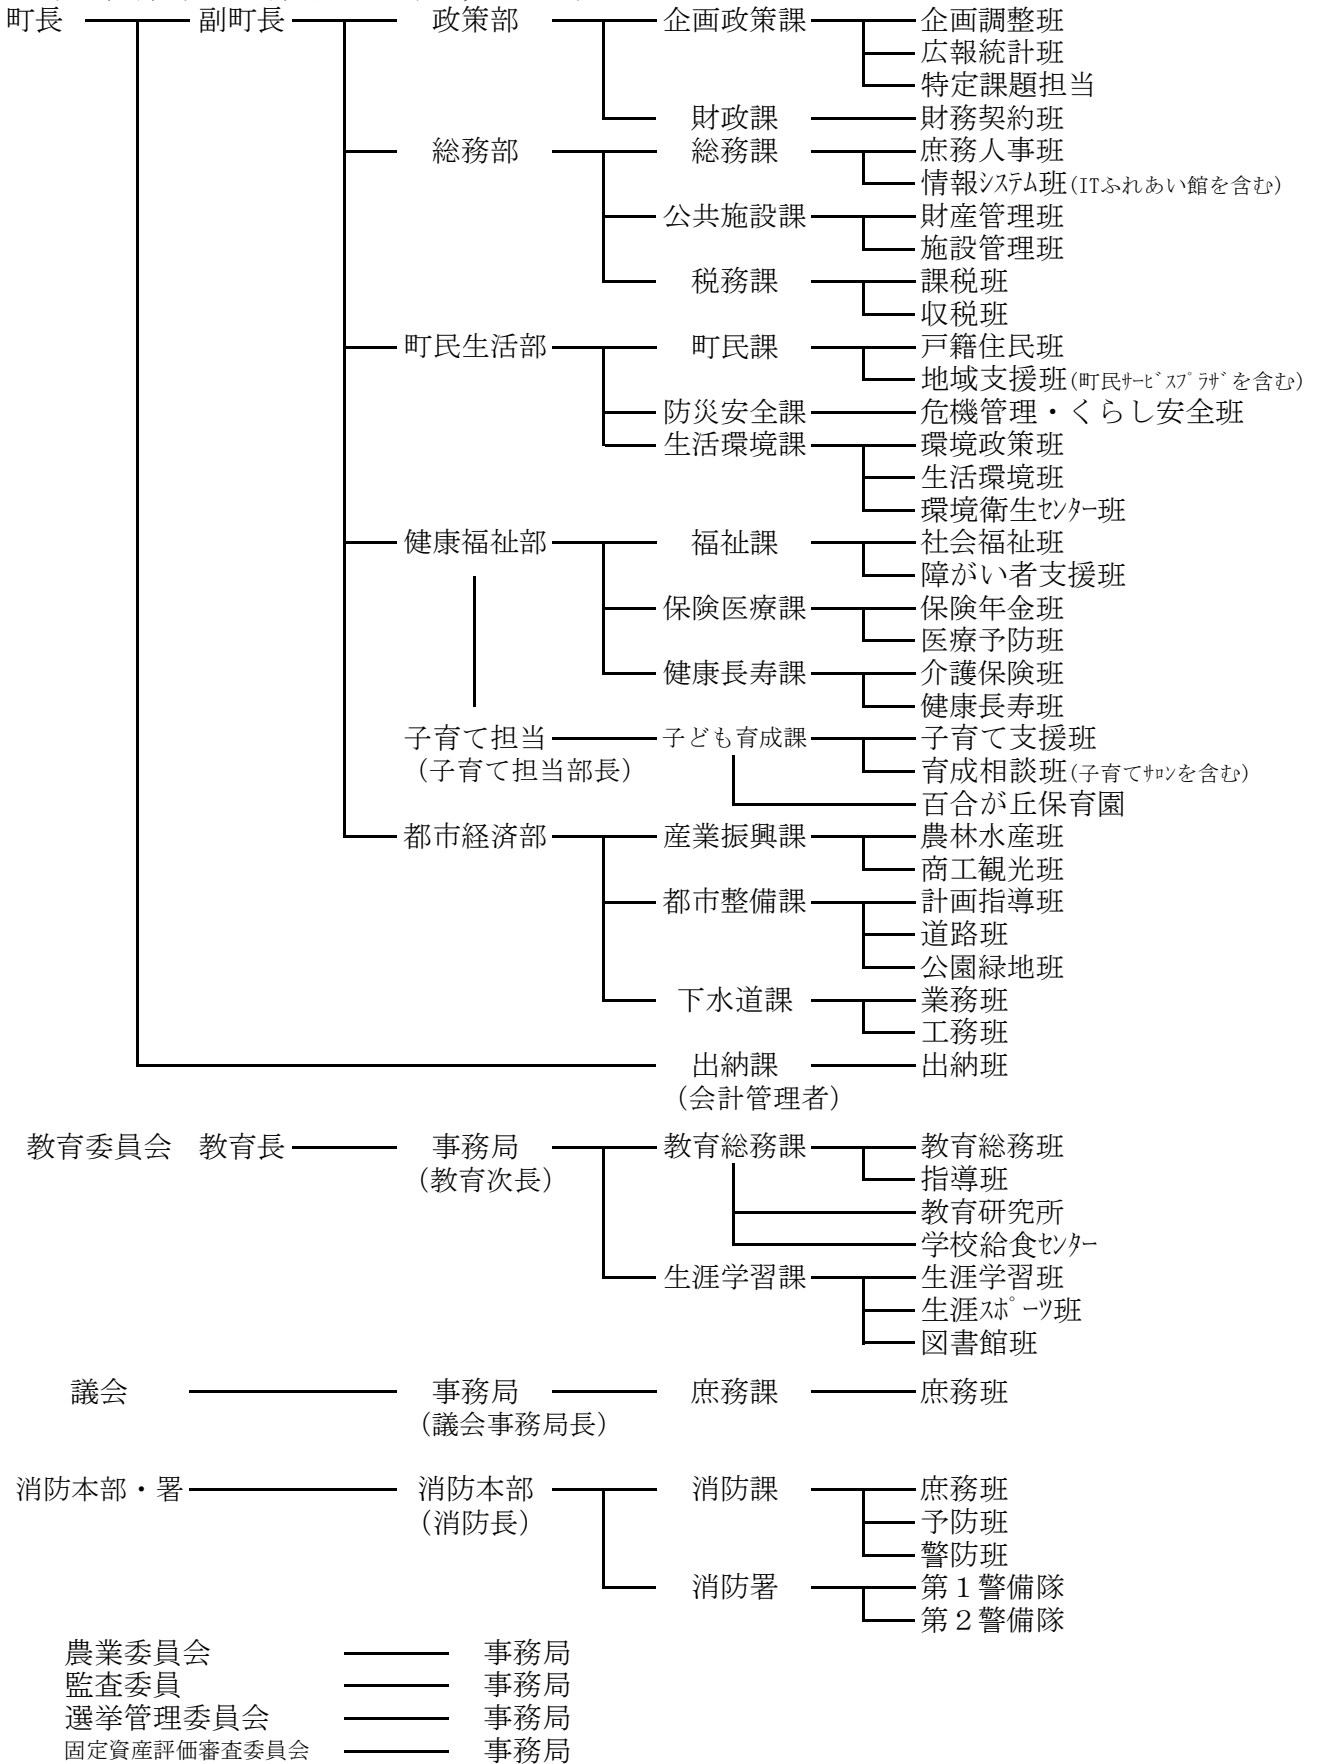 町長 副町長 政策部 企画政策課 企画調整班
広報統計班
特定課題担当
財政課 財務契約班
総務部 総務課 庶務人事班
情報ｼｽﾃﾑ班(ITふれあい館を含む)
公共施設課 財産管理班
施設管理班
税務課 課税班
収税班
町民生活部 町民課 戸籍住民班
地域支援班(町民ｻｰﾋﾞｽﾌﾟﾗｻﾞを含む)
防災安全課 危機管理・くらし安全班
生活環境課 環境政策班
生活環境班
環境衛生ｾﾝﾀｰ班
健康福祉部 福祉課 社会福祉班
障がい者支援班
保険医療課 保険年金班
医療予防班
健康長寿課 介護保険班
健康長寿班
子育て担当 子ども育成課 子育て支援班
（子育て担当部長） 育成相談班(子育てｻﾛﾝを含む)
百合が丘保育園
都市経済部 産業振興課 農林水産班
商工観光班
都市整備課 計画指導班
道路班
公園緑地班
下水道課 業務班
工務班
出納課 出納班
（会計管理者）
教育委員会 教育長 事務局 教育総務課 教育総務班
（教育次長） 指導班
教育研究所
学校給食ｾﾝﾀｰ
生涯学習課 生涯学習班
生涯ｽﾎﾟｰﾂ班
図書館班
議会 事務局 庶務課 庶務班
（議会事務局長）
消防本部・署 消防本部 消防課 庶務班
（消防長） 予防班
警防班
消防署 第１警備隊
第２警備隊
農業委員会 事務局
監査委員 事務局
選挙管理委員会 事務局
固定資産評価審査委員会 事務局